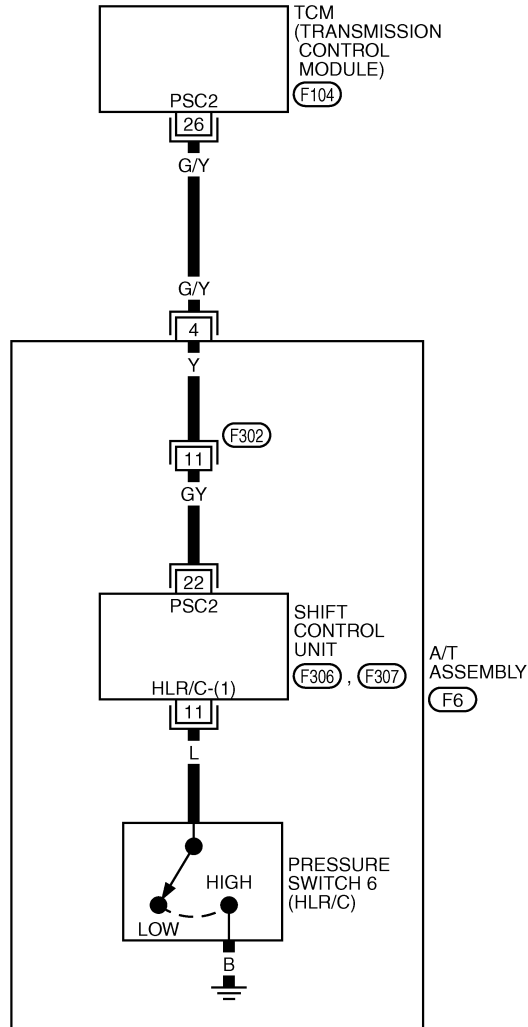 TCM
(TRANSMISSION
CONTROL
MODULE)
F104
PSC2
26
G/Y
G/Y
4
Y
F302
11
GY
22
PSC2
SHIFT
CONTROL
UNIT
F306 , F307
A/T
ASSEMBLY
F6
HLR/C-(1)
11
L
PRESSURE
SWITCH 6
(HLR/C)
HIGH
LOW
B